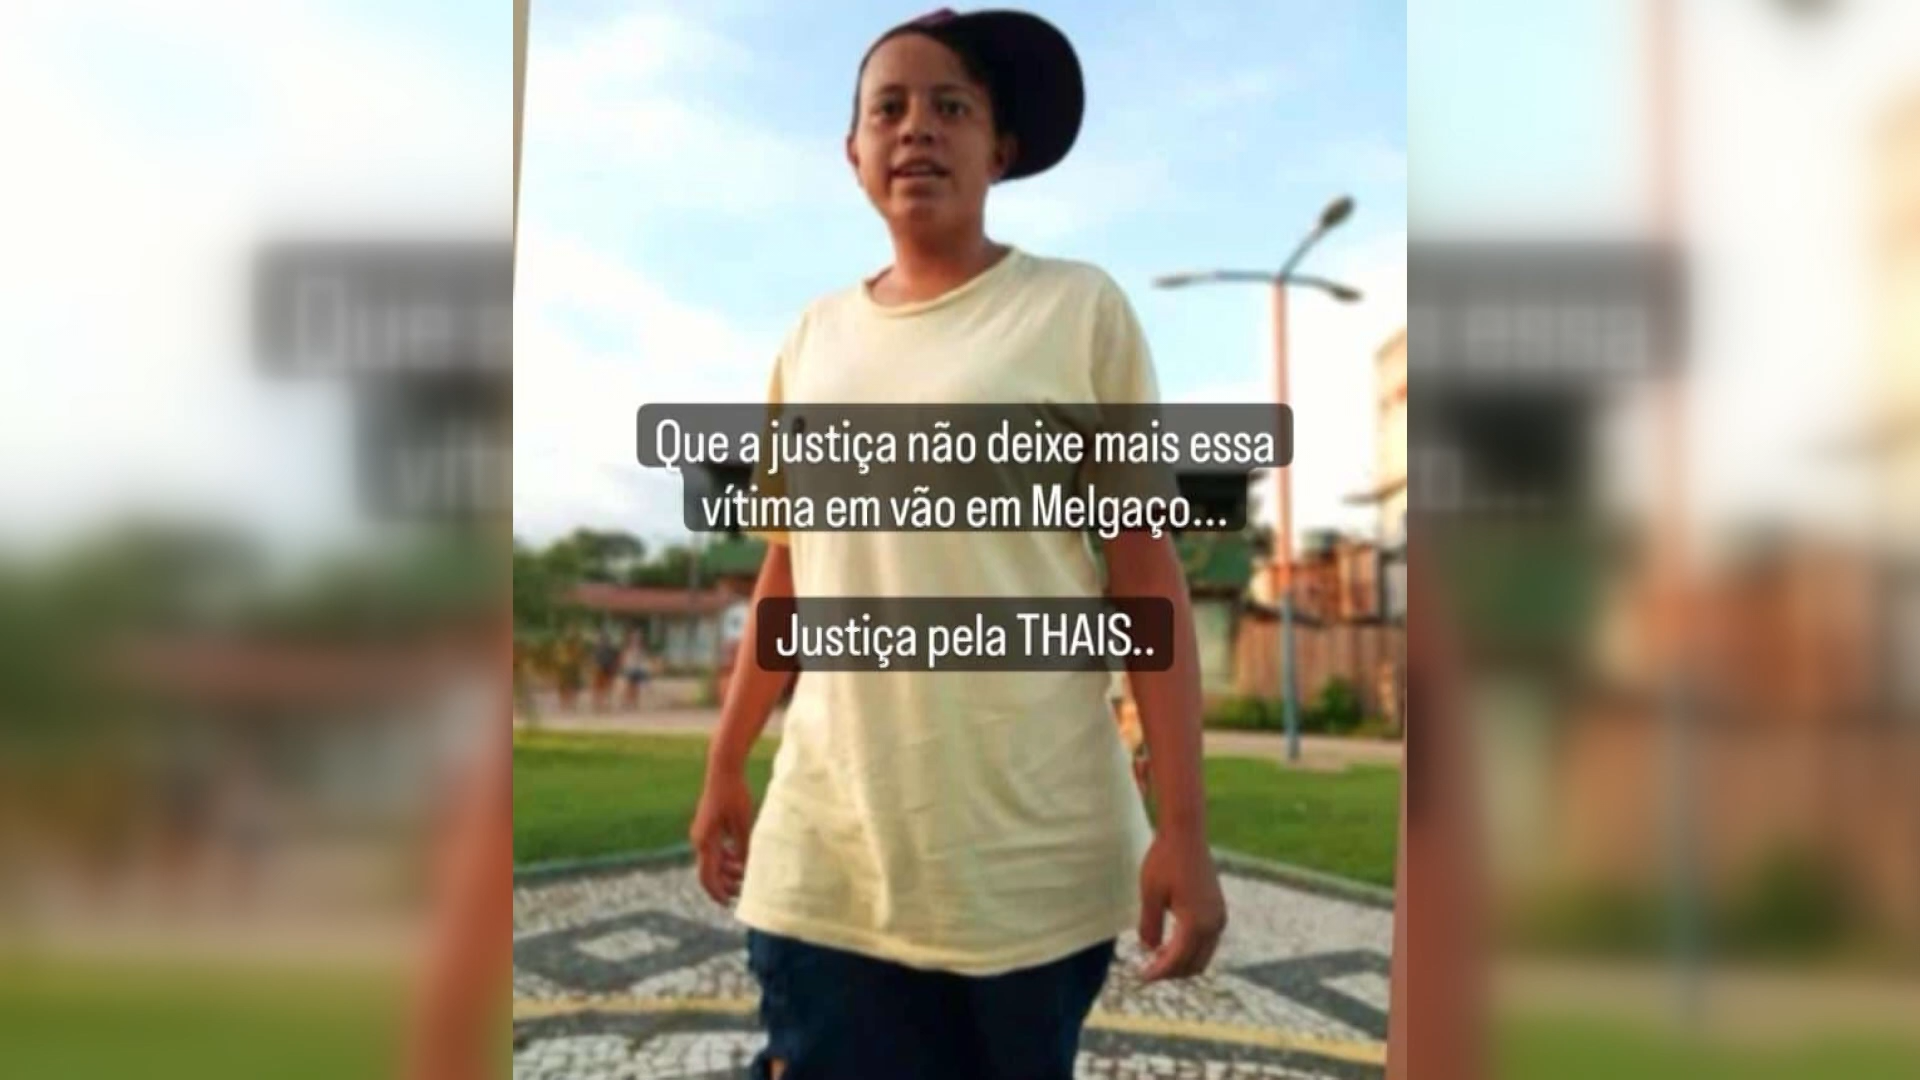 Que a justiça não deixe mais essa
vítima em vão em Melgaço...
Justiça pela THAIS..